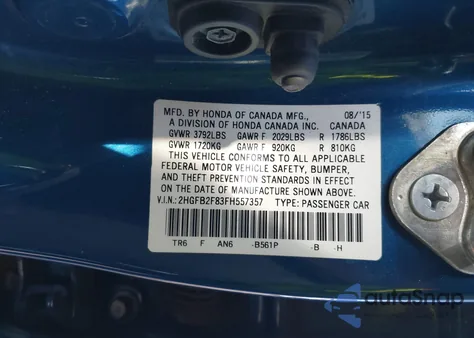 MFD. BY HONDA OF CANADA MFG., 08/'15
A DIVISION OF HONDA CANADA INC. CANADA
GVWR 3792LBS GAWR F 2029LBS R 1786LBS
GVWR 1720KG GAWR F 920KG R 810KG
THIS VEHICLE CONFORMS TO ALL APPLICABLE
FEDERAL MOTOR VEHICLE SAFETY, BUMPER,
AND THEFT PREVENTION STANDARDS IN EFFECT
ON THE DATE OF MANUFACTURE SHOWN ABOVE.
V.I.N.:2HGFB2F83FH557357 TYPE: PASSENGER CAR
TR6 F AN6 -B561P -B -H
autoSnap